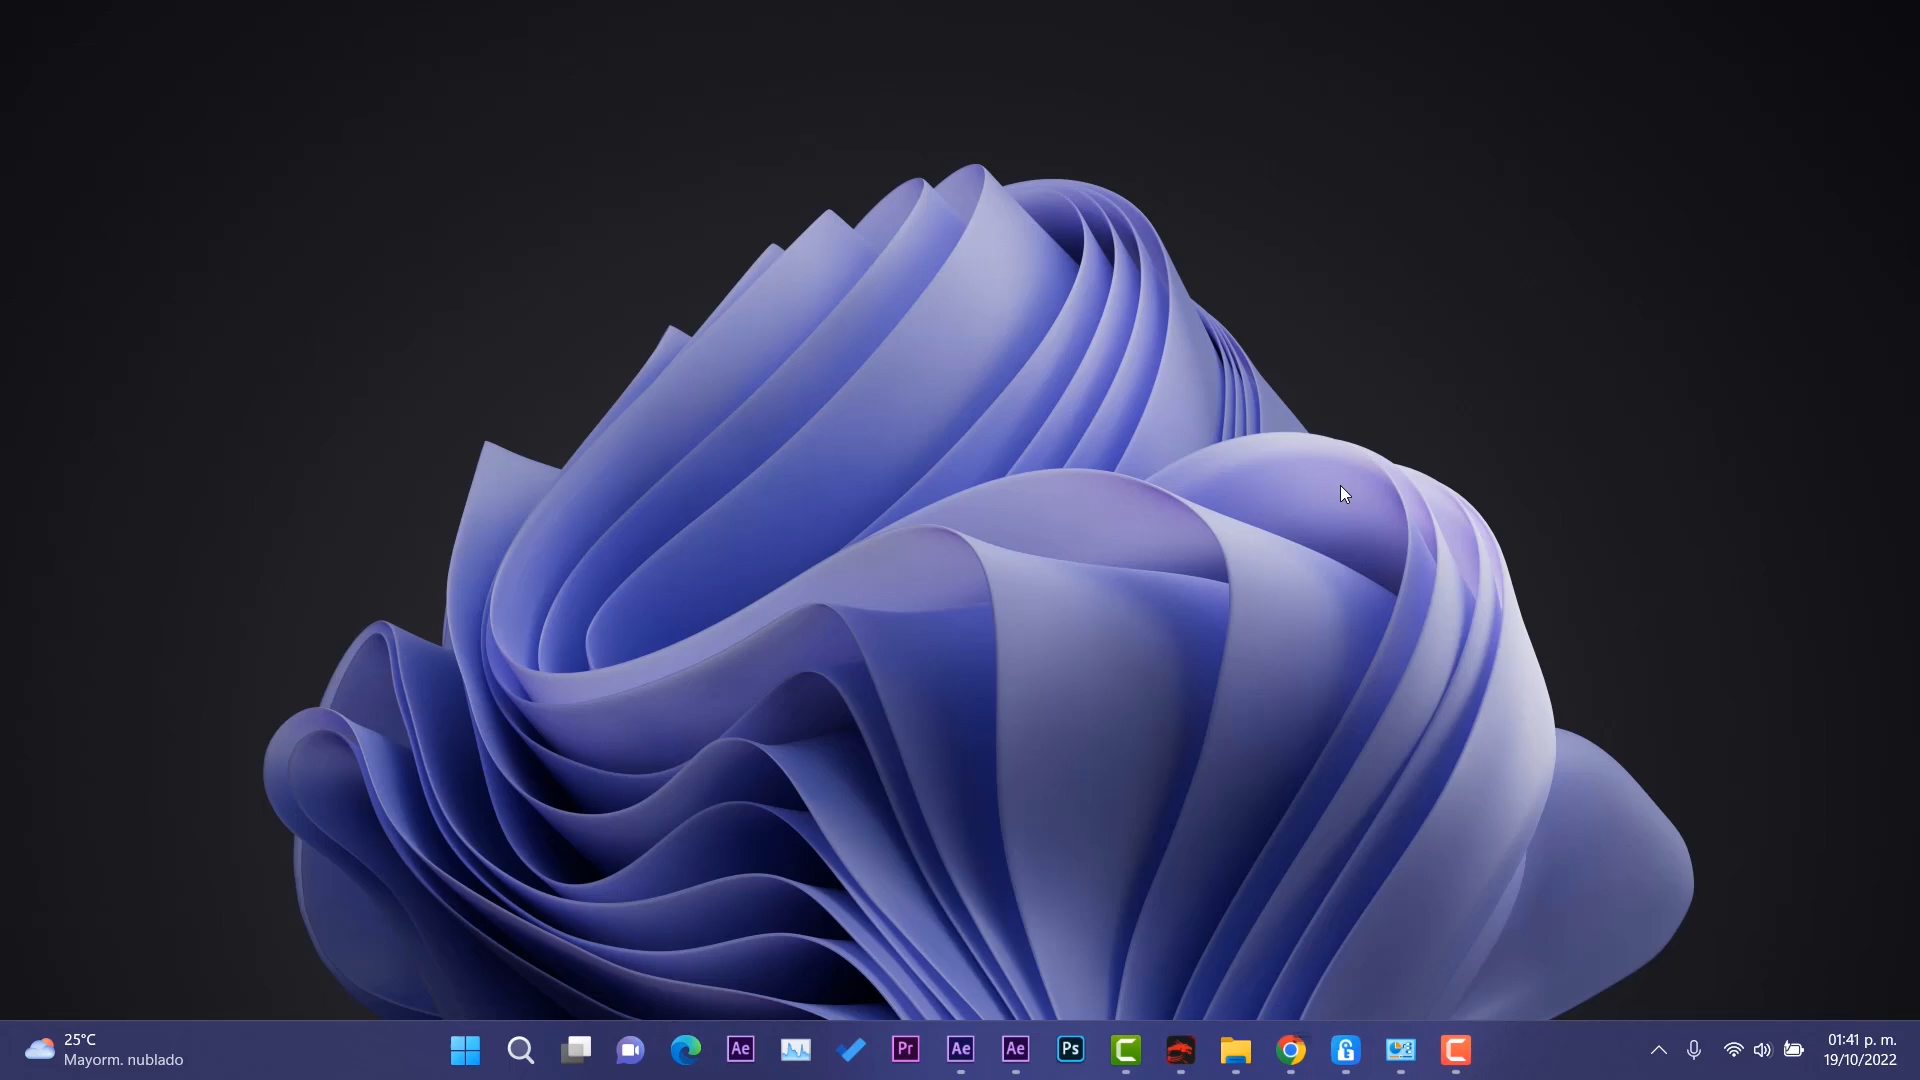 25°C
Mayorm. nublado
Ae
Pr
Ae
Ae
Ps
01:41 p. m.
19/10/2022